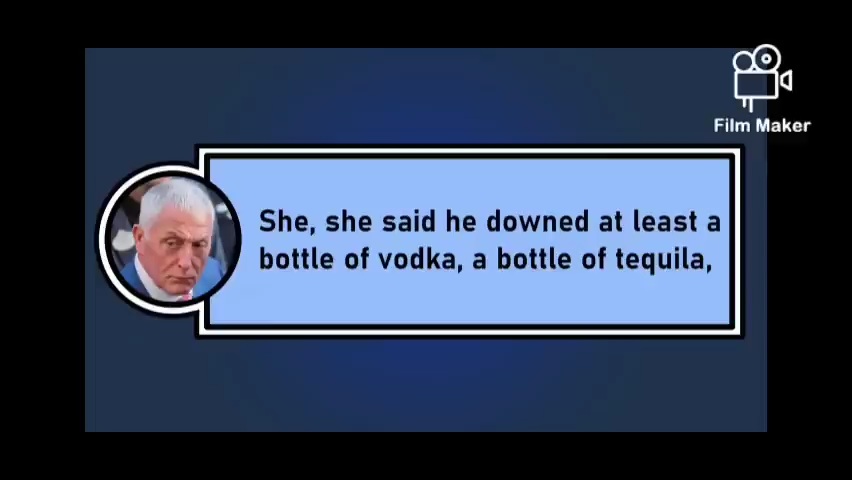 Film Maker
She, she said he downed at least a
bottle of vodka, a bottle of tequila,